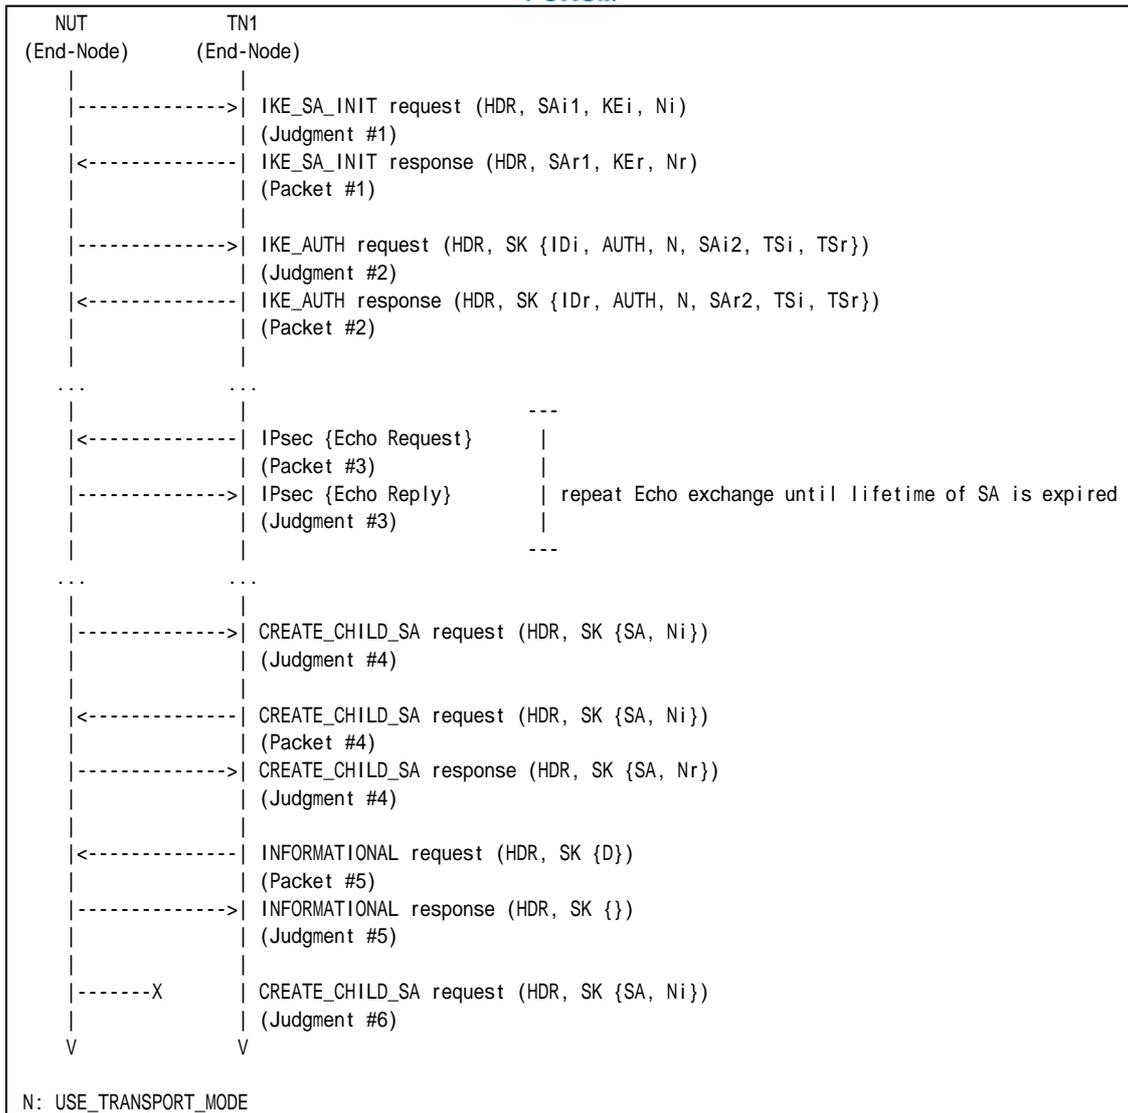 NUT TN1
(End-Node) (End-Node)
| |
|-------------->| IKE_SA_INIT request (HDR, SAi1, KEi, Ni)
| | (Judgment #1)
|<--------------| IKE_SA_INIT response (HDR, SAr1, KEr, Nr)
| | (Packet #1)
| |
|-------------->| IKE_AUTH request (HDR, SK {IDi, AUTH, N, SAi2, TSi, TSr})
| | (Judgment #2)
|<--------------| IKE_AUTH response (HDR, SK {IDr, AUTH, N, SAr2, TSi, TSr})
| | (Packet #2)
| |
... ...
| | ---
|<--------------| IPsec {Echo Request} |
| | (Packet #3) |
|-------------->| IPsec {Echo Reply} | repeat Echo exchange until lifetime of SA is expired
| | (Judgment #3) |
| | ---
... ...
| |
|-------------->| CREATE_CHILD_SA request (HDR, SK {SA, Ni})
| | (Judgment #4)
| |
|<--------------| CREATE_CHILD_SA request (HDR, SK {SA, Ni})
| | (Packet #4)
|-------------->| CREATE_CHILD_SA response (HDR, SK {SA, Nr})
| | (Judgment #4)
| |
|<--------------| INFORMATIONAL request (HDR, SK {D})
| | (Packet #5)
|-------------->| INFORMATIONAL response (HDR, SK {})
| | (Judgment #5)
| |
|-------X | CREATE_CHILD_SA request (HDR, SK {SA, Ni})
| | (Judgment #6)
V V
N: USE_TRANSPORT_MODE